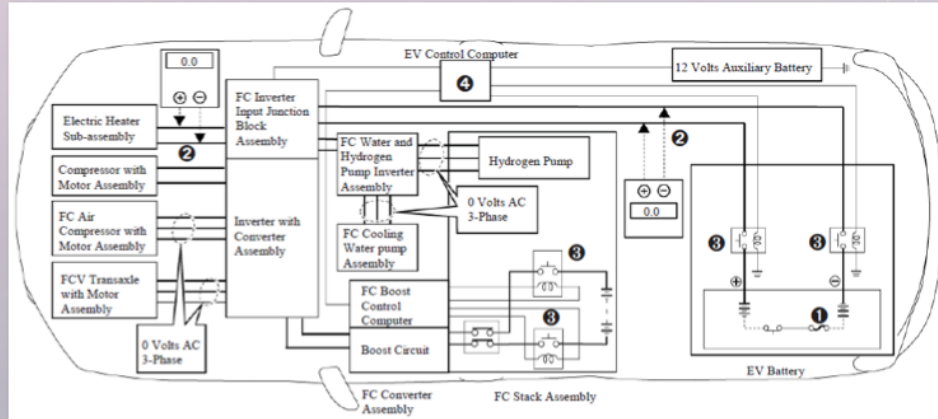 EV Control Computer
0.0
⊕ ⊖
❹
12 Volts Auxiliary Battery
FC Inverter
Input Junction
Block
Assembly
Electric Heater
Sub-assembly
❷
FC Water and
Hydrogen
Pump Inverter
Assembly
Hydrogen Pump
❷
⊕ ⊖
0.0
Compressor with
Motor Assembly
0 Volts AC
3-Phase
FC Air
Compressor with
Motor Assembly
Inverter with
Converter
Assembly
FC Cooling
Water pump
Assembly
❸
❸
❸
⊕
⊖
FCV Transaxle
with Motor
Assembly
FC Boost
Control
Computer
❸
❶
0 Volts AC
3-Phase
Boost Circuit
EV Battery
FC Converter
Assembly
FC Stack Assembly